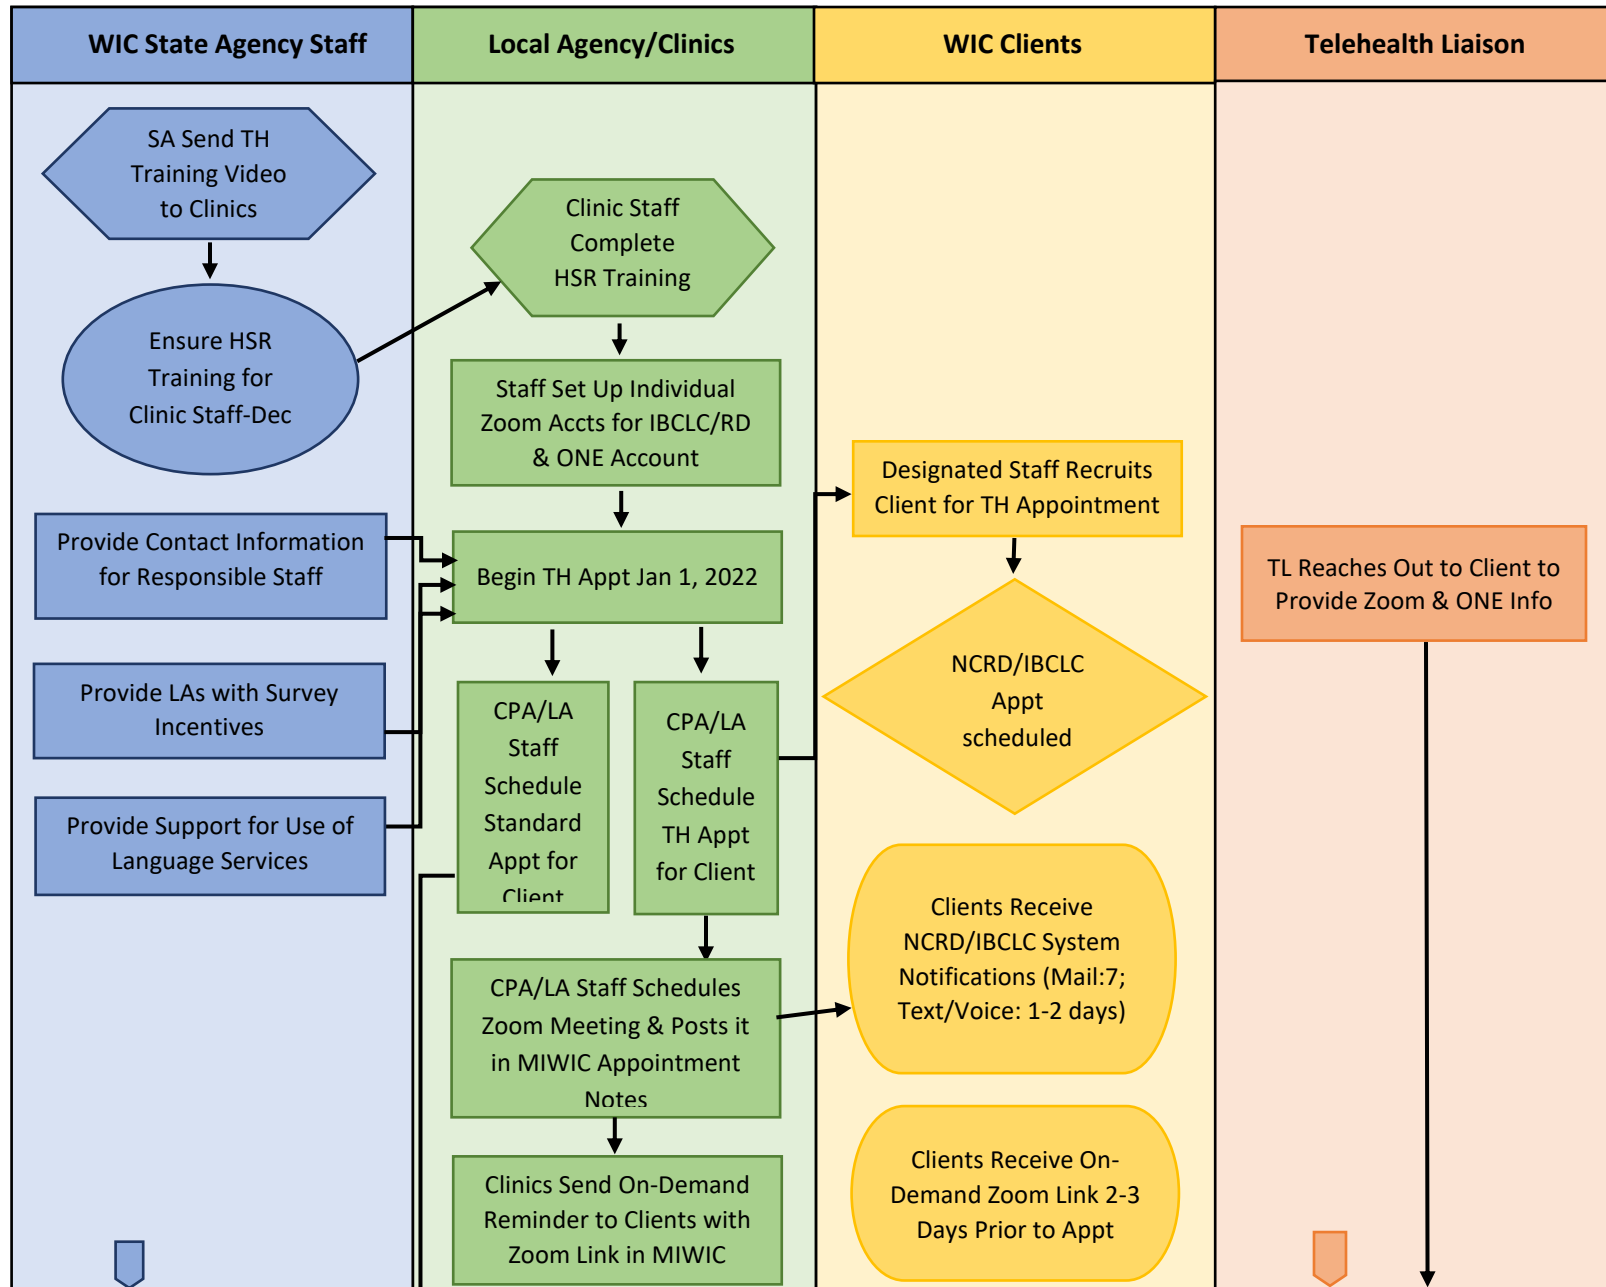 WIC State Agency Staff
Local Agency/Clinics
WIC Clients
Telehealth Liaison
SA Send TH
Training Video
to Clinics
Ensure HSR
Training for
Clinic Staff-Dec
Provide Contact Information
for Responsible Staff
Provide LAs with Survey
Incentives
Provide Support for Use of
Language Services
Clinic Staff
Complete
HSR Training
Staff Set Up Individual
Zoom Accts for IBCLC/RD
& ONE Account
Begin TH Appt Jan 1, 2022
CPA/LA
Staff
Schedule
Standard
Appt for
Client
CPA/LA
Staff
Schedule
TH Appt
for Client
CPA/LA Staff Schedules
Zoom Meeting & Posts it
in MIWIC Appointment
Notes
Clinics Send On-Demand
Reminder to Clients with
Zoom Link in MIWIC
Designated Staff Recruits
Client for TH Appointment
NCRD/IBCLC
Appt
scheduled
Clients Receive
NCRD/IBCLC System
Notifications (Mail:7;
Text/Voice: 1-2 days)
Clients Receive On-
Demand Zoom Link 2-3
Days Prior to Appt
TL Reaches Out to Client to
Provide Zoom & ONE Info